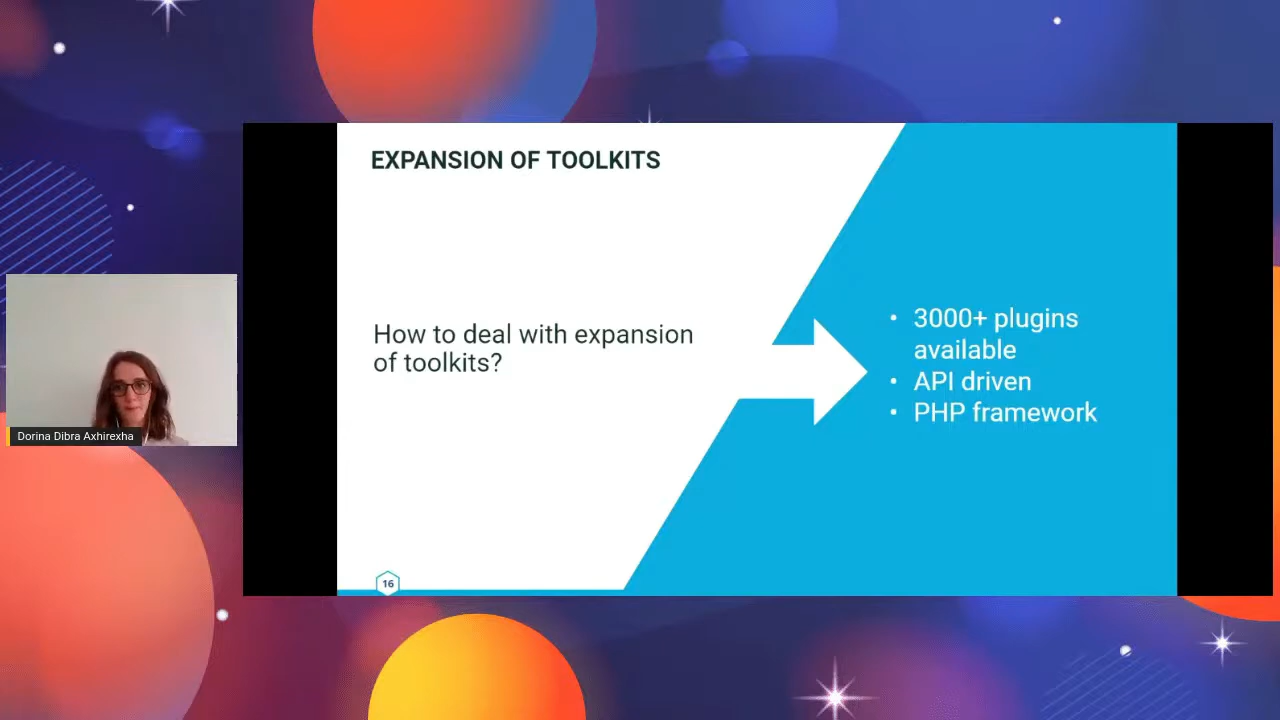 EXPANSION OF TOOLKITS
How to deal with expansion
of toolkits?
• 3000+ plugins
available
• API driven
• PHP framework
16
Dorina Dibra Axhirexha